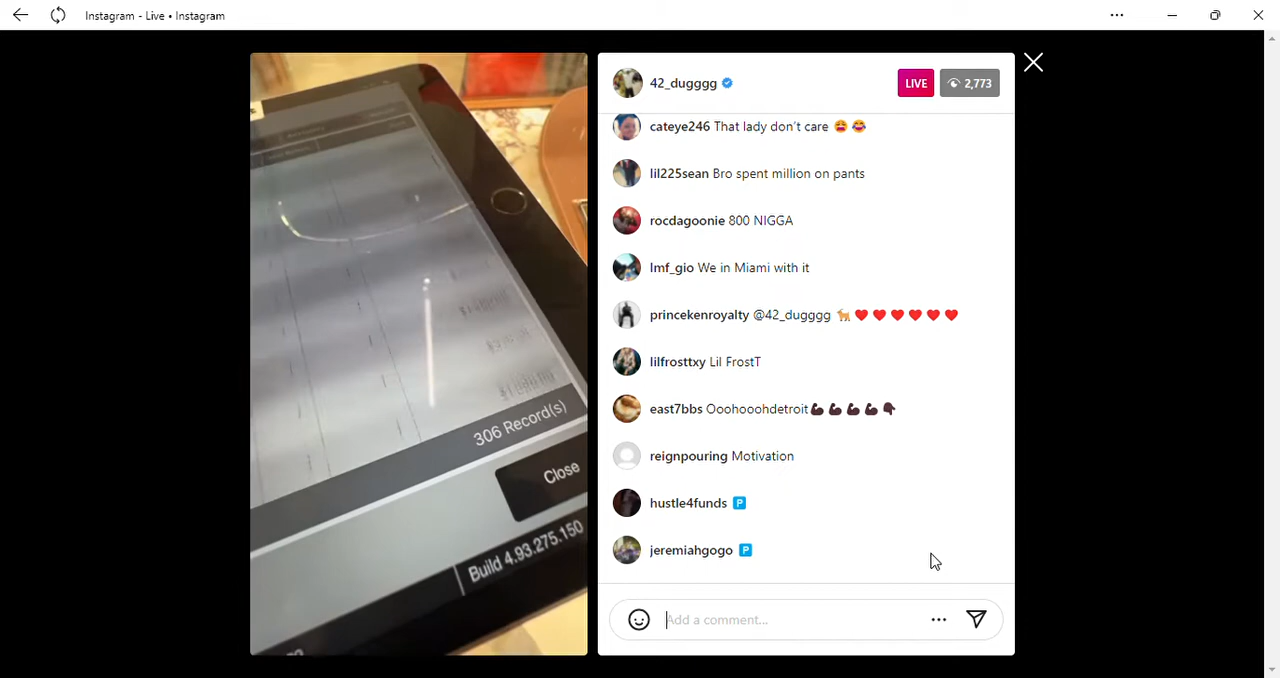 Instagram - Live • Instagram
42_dugggg
LIVE
2,773
cateye246 That lady don't care 😩 😂
lil225sean Bro spent million on pants
rocdagoonie 800 NIGGA
lmf_gio We in Miami with it
princekenroyalty @42_dugggg 🐐 ❤️ ❤️ ❤️ ❤️ ❤️ ❤️
lilfrosttxy Lil FrostT
east7bbs Ooohooohdetroit💪🏿 💪🏿 💪🏿 💪🏿 👎🏿
reignpouring Motivation
hustle4funds 🅿️
jeremiahgogo 🅿️
Add a comment...
306 Record(s)
Close
Build 4.93.275.150